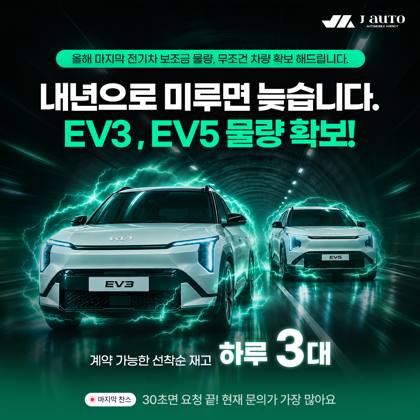 J AUTO
AUTOMOBILE AGENCY
올해 마지막 전기차 보조금 물량, 무조건 차량 확보 해드립니다.
내년으로 미루면 늦습니다.
EV3, EV5 물량 확보!
KIA
EV3
EV5
계약 가능한 선착순 재고 하루 3대
마지막 찬스 30초면 요청 끝! 현재 문의가 가장 많아요